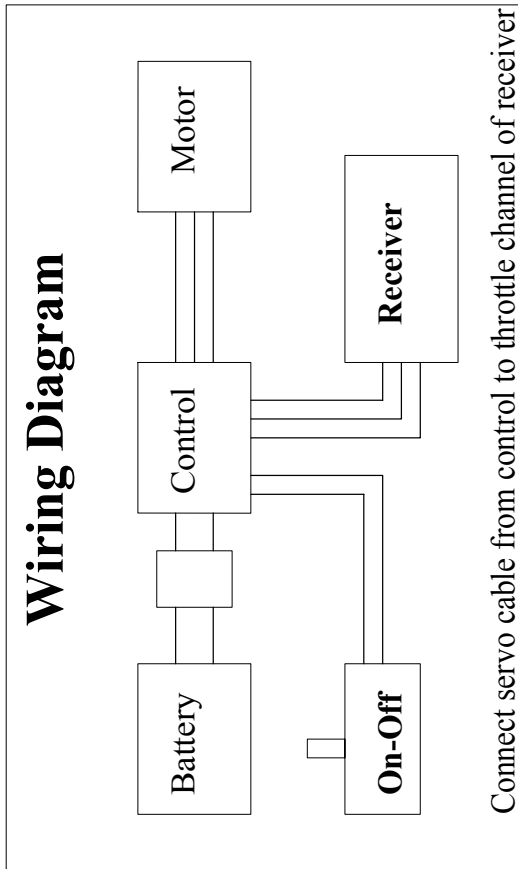 Wiring Diagram
Battery
Control
Motor
On-Off
Receiver
Connect servo cable from control to throttle channel of receiver